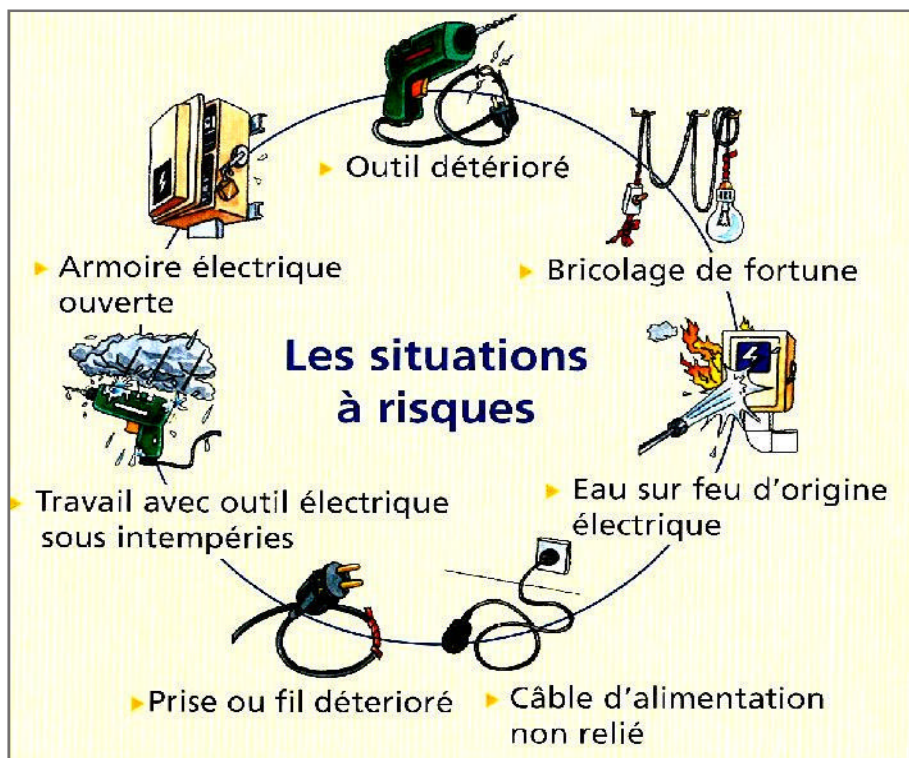 Outil détérioré
Armoire électrique
ouverte
Bricolage de fortune
Les situations
à risques
Travail avec outil électrique
sous intempéries
Eau sur feu d'origine
électrique
Prise ou fil déterioré
Câble d'alimentation
non relié